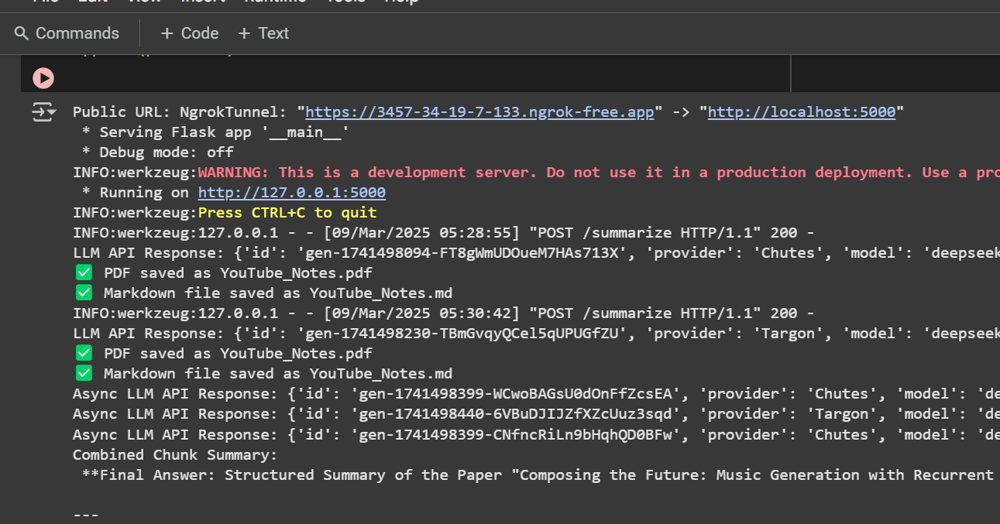 File Edit View Insert Runtime Tools Help
Commands + Code + Text
Public URL: NgrokTunnel: "https://3457-34-19-7-133.ngrok-free.app" -> "http://localhost:5000"
* Serving Flask app '__main__'
* Debug mode: off
INFO:werkzeug:WARNING: This is a development server. Do not use it in a production deployment. Use a pro
* Running on http://127.0.0.1:5000
INFO:werkzeug:Press CTRL+C to quit
INFO:werkzeug:127.0.0.1 - - [09/Mar/2025 05:28:55] "POST /summarize HTTP/1.1" 200 -
LLM API Response: {'id': 'gen-1741498094-FT8gWmUDOueM7HAs713X', 'provider': 'Chutes', 'model': 'deepseek
✅ PDF saved as YouTube_Notes.pdf
✅ Markdown file saved as YouTube_Notes.md
INFO:werkzeug:127.0.0.1 - - [09/Mar/2025 05:30:42] "POST /summarize HTTP/1.1" 200 -
LLM API Response: {'id': 'gen-1741498230-TBmGvqyQCel5qUPUGfZU', 'provider': 'Targon', 'model': 'deepseek
✅ PDF saved as YouTube_Notes.pdf
✅ Markdown file saved as YouTube_Notes.md
Async LLM API Response: {'id': 'gen-1741498399-WCwoBAGsU0dOnFfZcsEA', 'provider': 'Chutes', 'model': 'de
Async LLM API Response: {'id': 'gen-1741498440-6VBuDJIJZfXZcUuz3sqd', 'provider': 'Targon', 'model': 'de
Async LLM API Response: {'id': 'gen-1741498399-CNfncRiLn9bHqhQD0BFw', 'provider': 'Chutes', 'model': 'de
Combined Chunk Summary:
**Final Answer: Structured Summary of the Paper "Composing the Future: Music Generation with Recurrent
---